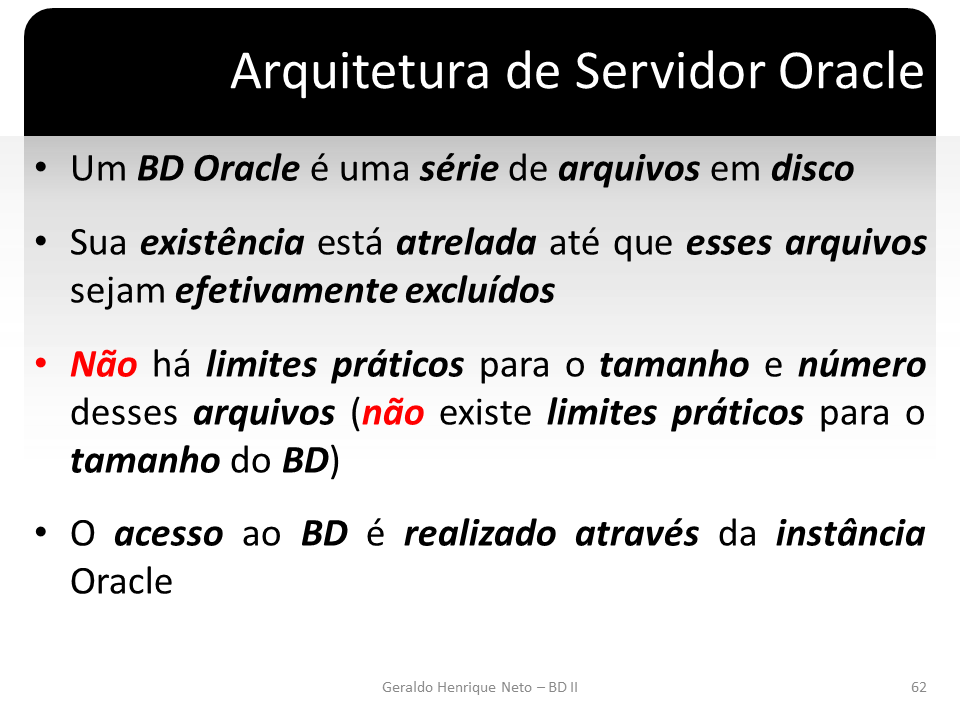 Arquitetura de Servidor Oracle
• Um BD Oracle é uma série de arquivos em disco
• Sua existência está atrelada até que esses arquivos
sejam efetivamente excluídos
• Não há limites práticos para o tamanho e número
desses arquivos (não existe limites práticos para o
tamanho do BD)
• O acesso ao BD é realizado através da instância
Oracle
Geraldo Henrique Neto – BD II
62